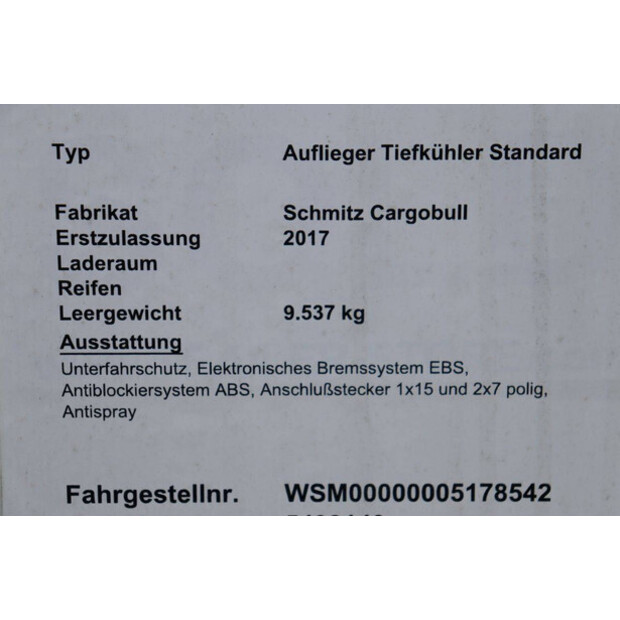 Typ Auflieger Tiefkühler Standard
Fabrikat Schmitz Cargobull
Erstzulassung 2017
Laderaum
Reifen
Leergewicht 9.537 kg
Ausstattung
Unterfahrschutz, Elektronisches Bremssystem EBS,
Antiblockiersystem ABS, Anschlußstecker 1x15 und 2x7 polig,
Antispray
Fahrgestellnr. WSM00000005178542